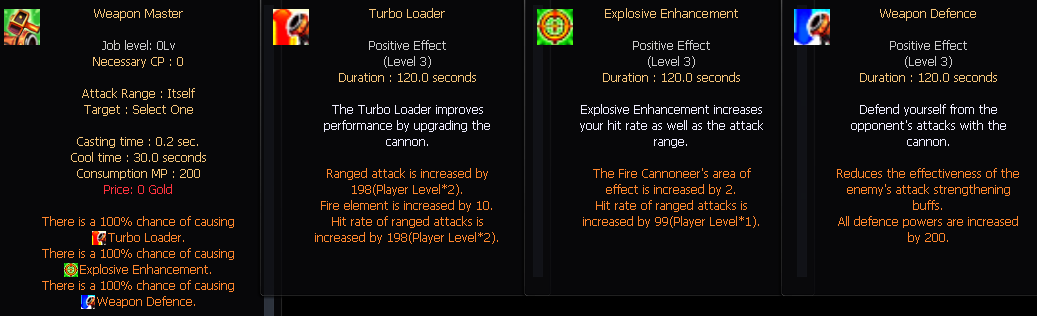 Weapon Master
Job level: 0Lv
Necessary CP : 0
Attack Range : Itself
Target : Select One
Casting time : 0.2 sec.
Cool time : 30.0 seconds
Consumption MP : 200
Price: 0 Gold
There is a 100% chance of causing
Turbo Loader.
There is a 100% chance of causing
Explosive Enhancement.
There is a 100% chance of causing
Weapon Defence.
Turbo Loader
Positive Effect
(Level 3)
Duration : 120.0 seconds
The Turbo Loader improves
performance by upgrading the
cannon.
Ranged attack is increased by
198(Player Level*2).
Fire element is increased by 10.
Hit rate of ranged attacks is
increased by 198(Player Level*2).
Explosive Enhancement
Positive Effect
(Level 3)
Duration : 120.0 seconds
Explosive Enhancement increases
your hit rate as well as the attack
range.
The Fire Cannoneer's area of
effect is increased by 2.
Hit rate of ranged attacks is
increased by 99(Player Level*1).
Weapon Defence
Positive Effect
(Level 3)
Duration : 120.0 seconds
Defend yourself from the
opponent's attacks with the
cannon.
Reduces the effectiveness of the
enemy's attack strengthening
buffs.
All defence powers are increased
by 200.